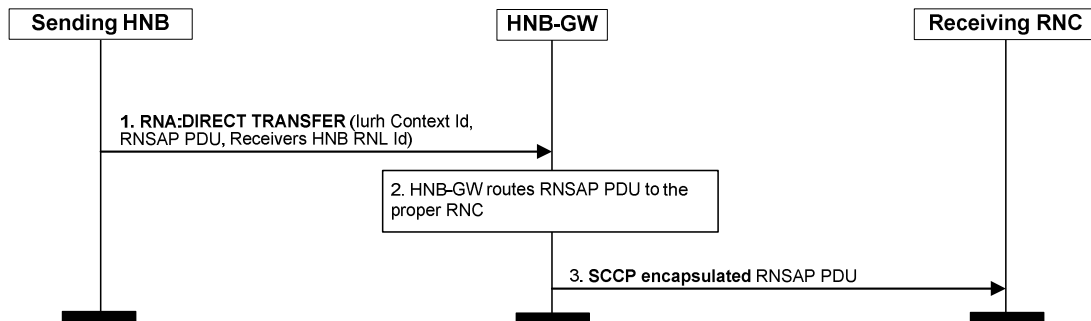 Sending HNB
HNB-GW
Receiving RNC
1. RNA:DIRECT TRANSFER (Iurh Context Id,
RNSAP PDU, Receivers HNB RNL Id)
2. HNB-GW routes RNSAP PDU to the
proper RNC
3. SCCP encapsulated RNSAP PDU